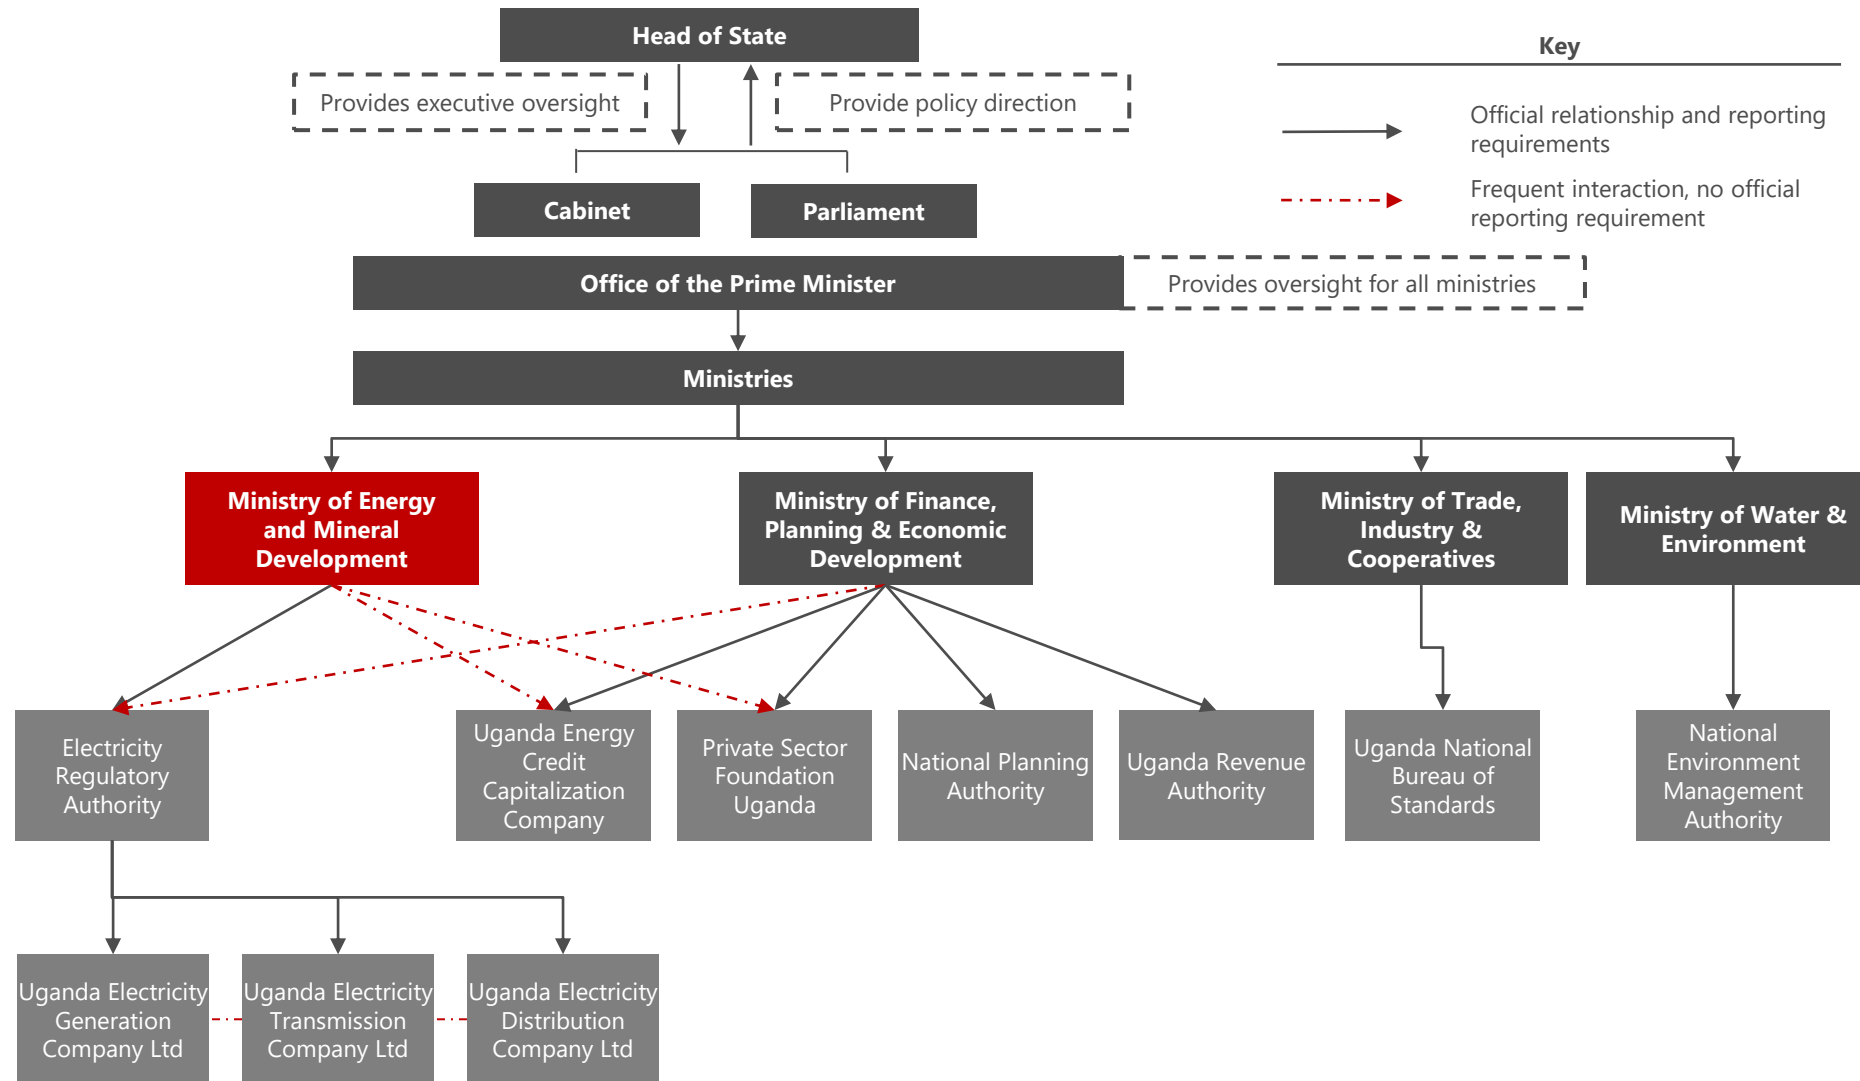 Head of State
Key
Provides executive oversight
Provide policy direction
Official relationship and reporting
requirements
Frequent interaction, no official
reporting requirement
Cabinet
Parliament
Office of the Prime Minister
Provides oversight for all ministries
Ministries
Ministry of Energy
and Mineral
Development
Ministry of Finance,
Planning & Economic
Development
Ministry of Trade,
Industry &
Cooperatives
Ministry of Water &
Environment
Electricity
Regulatory
Authority
Uganda Energy
Credit
Capitalization
Company
Private Sector
Foundation
Uganda
National Planning
Authority
Uganda Revenue
Authority
Uganda National
Bureau of
Standards
National
Environment
Management
Authority
Uganda Electricity
Generation
Company Ltd
Uganda Electricity
Transmission
Company Ltd
Uganda Electricity
Distribution
Company Ltd